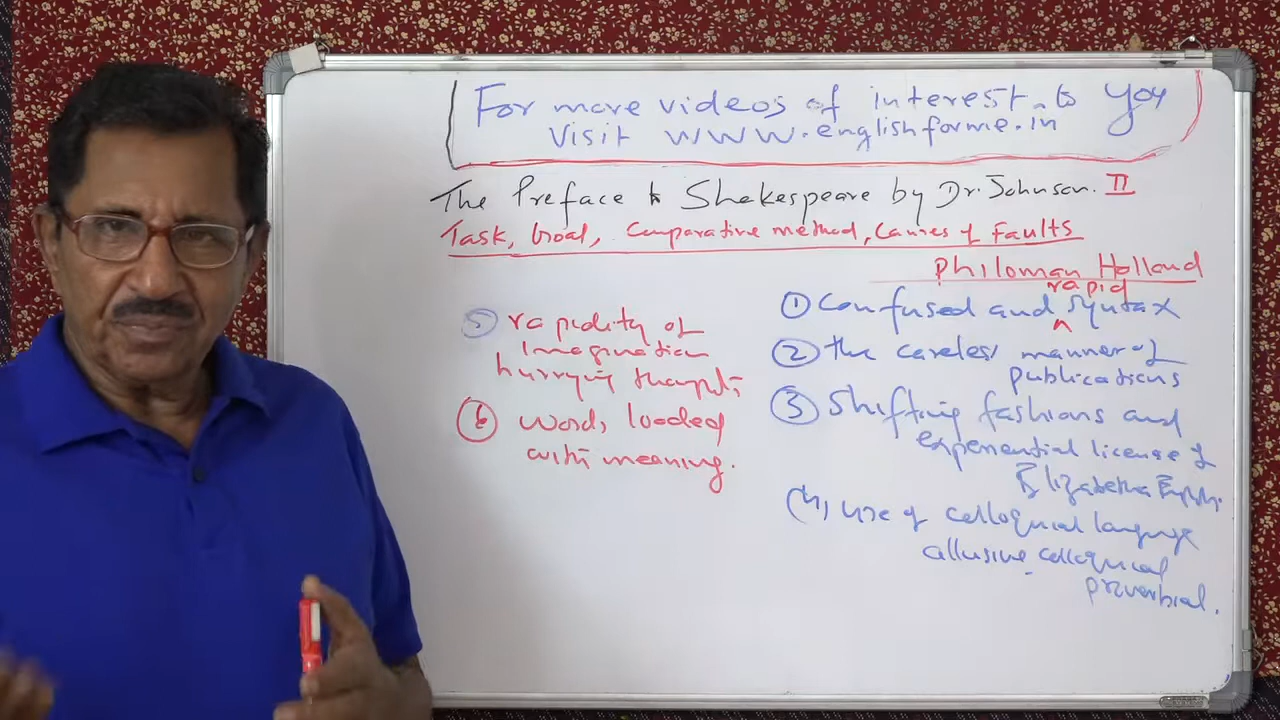 For more videos of interest to you
Visit www.englishforme.in
The Preface to Shakespeare by Dr. Johnson. II
Task, Goal, Comparative method, Causes of Faults
Philoman Holland
rapid
① Confused and ^ syntax
② the careless manner of
publications
③ Shifting fashions and
license of
Elizabethan English.
(4) use of colloquial language
allusive colloquial
proverbial.
⑤ rapidity of
Imagination
hurrying thought,
⑥ words loaded
with meaning.